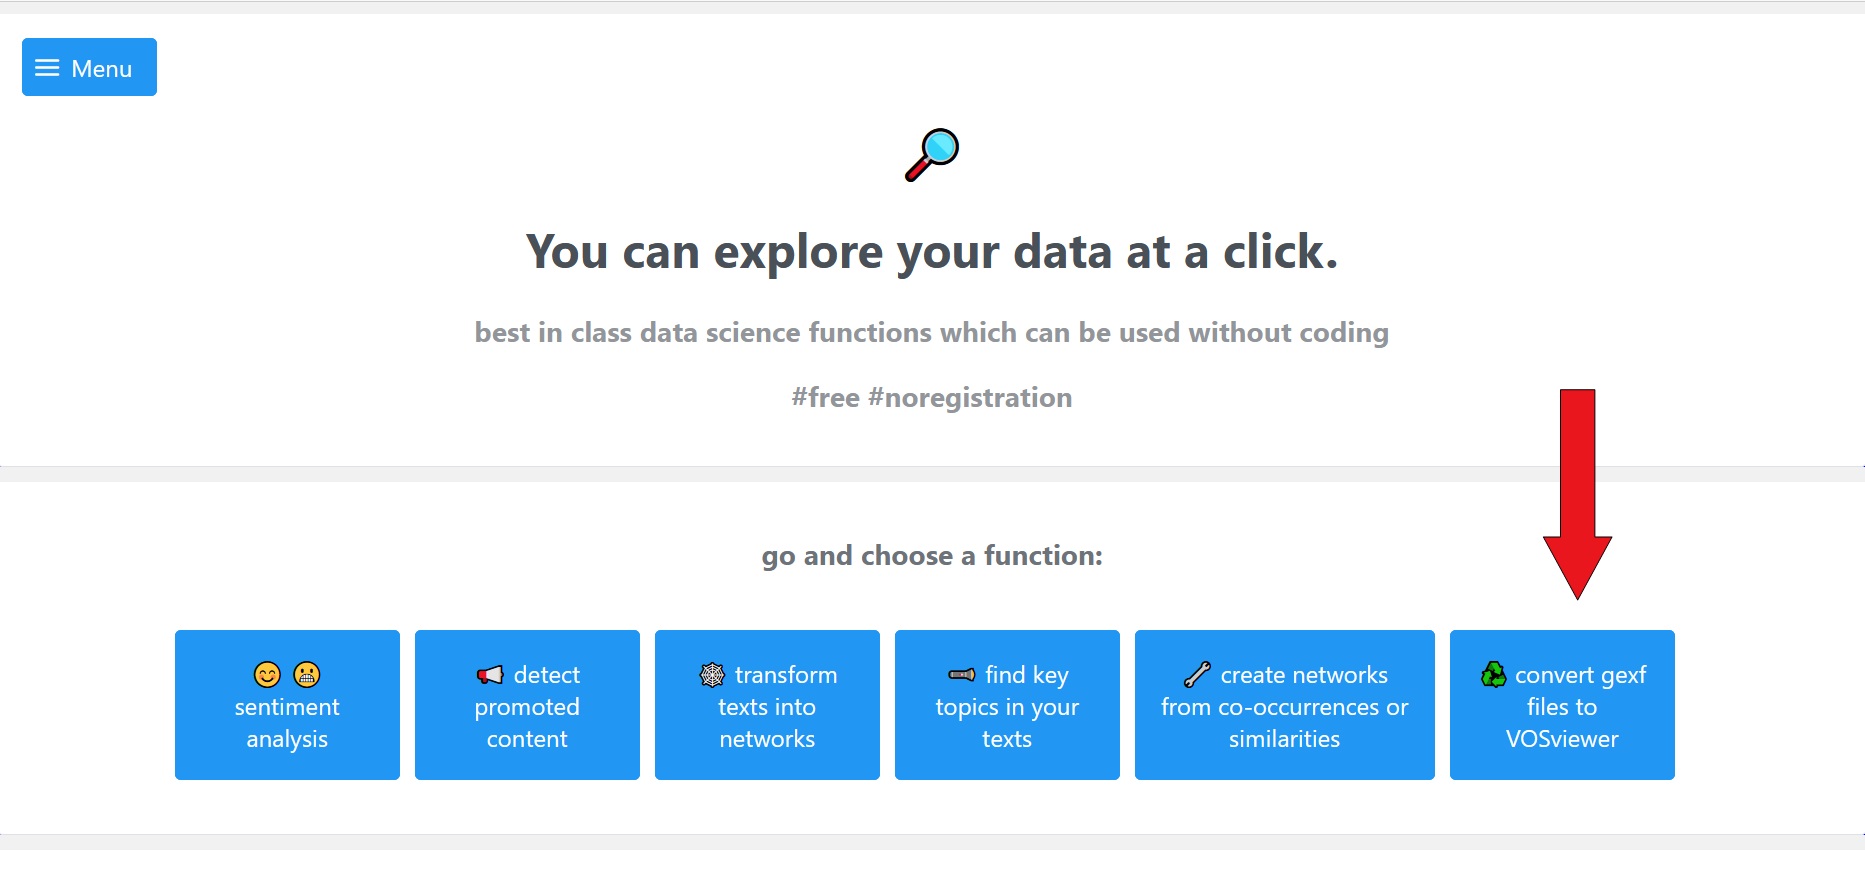 Menu
You can explore your data at a click.
best in class data science functions which can be used without coding
#free #noregistration
go and choose a function:
sentiment
analysis
detect
promoted
content
transform
texts into
networks
find key
topics in your
texts
create networks
from co-occurrences or
similarities
convert gexf
files to
VOSviewer